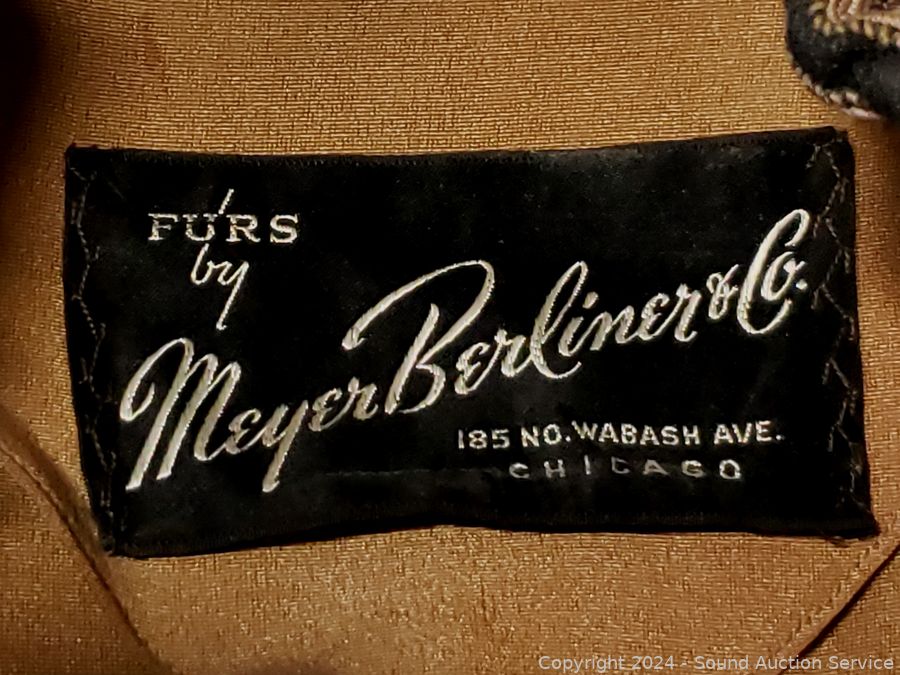 FURS
by
Meyer Berliner & Co.
185 NO. WABASH AVE.
CHICAGO
Copyright 2024 - Sound Auction Service